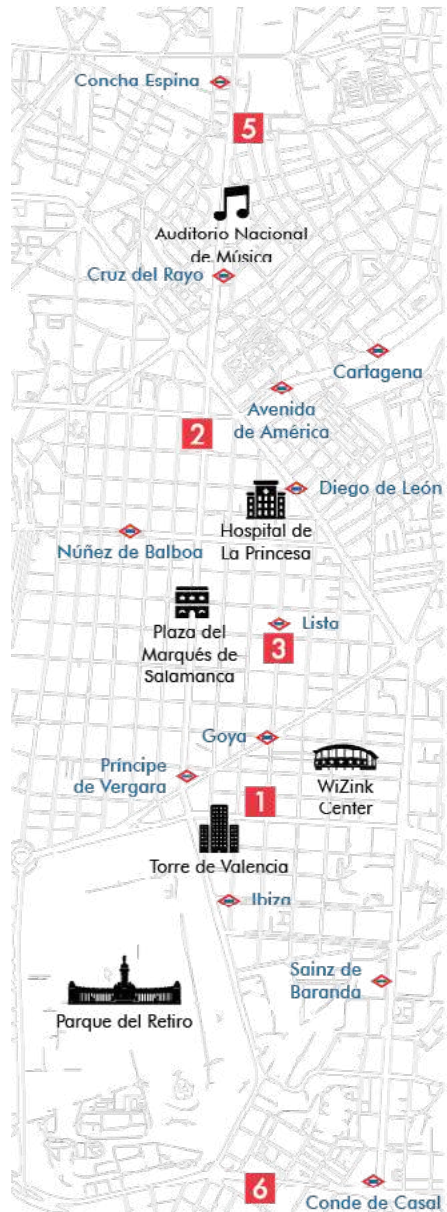 Concha Espina
5
Auditorio Nacional
de Música
Cruz del Rayo
Cartagena
Avenida
de América
2
Diego de León
Hospital de
La Princesa
Núñez de Balboa
Lista
3
Plaza del
Marqués de
Salamanca
Goya
Príncipe
de Vergara
WiZink
Center
1
Torre de Valencia
Ibiza
Sainz de
Baranda
Parque del Retiro
6
Conde de Casal